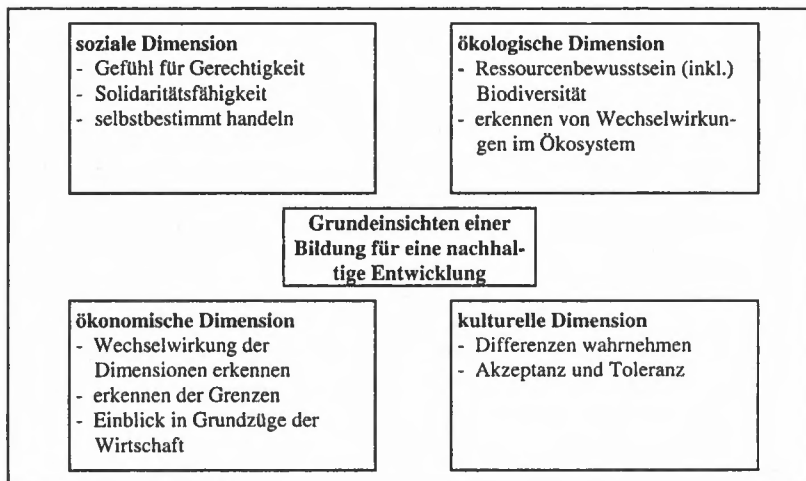 soziale Dimension
- Gefühl für Gerechtigkeit
- Solidaritätsfähigkeit
- selbstbestimmt handeln
ökologische Dimension
- Ressourcenbewusstsein (inkl.)
Biodiversität
- erkennen von Wechselwirkun-
gen im Ökosystem
Grundeinsichten einer
Bildung für eine nachhal-
tige Entwicklung
ökonomische Dimension
- Wechselwirkung der
Dimensionen erkennen
- erkennen der Grenzen
- Einblick in Grundzüge der
Wirtschaft
kulturelle Dimension
- Differenzen wahrnehmen
- Akzeptanz und Toleranz